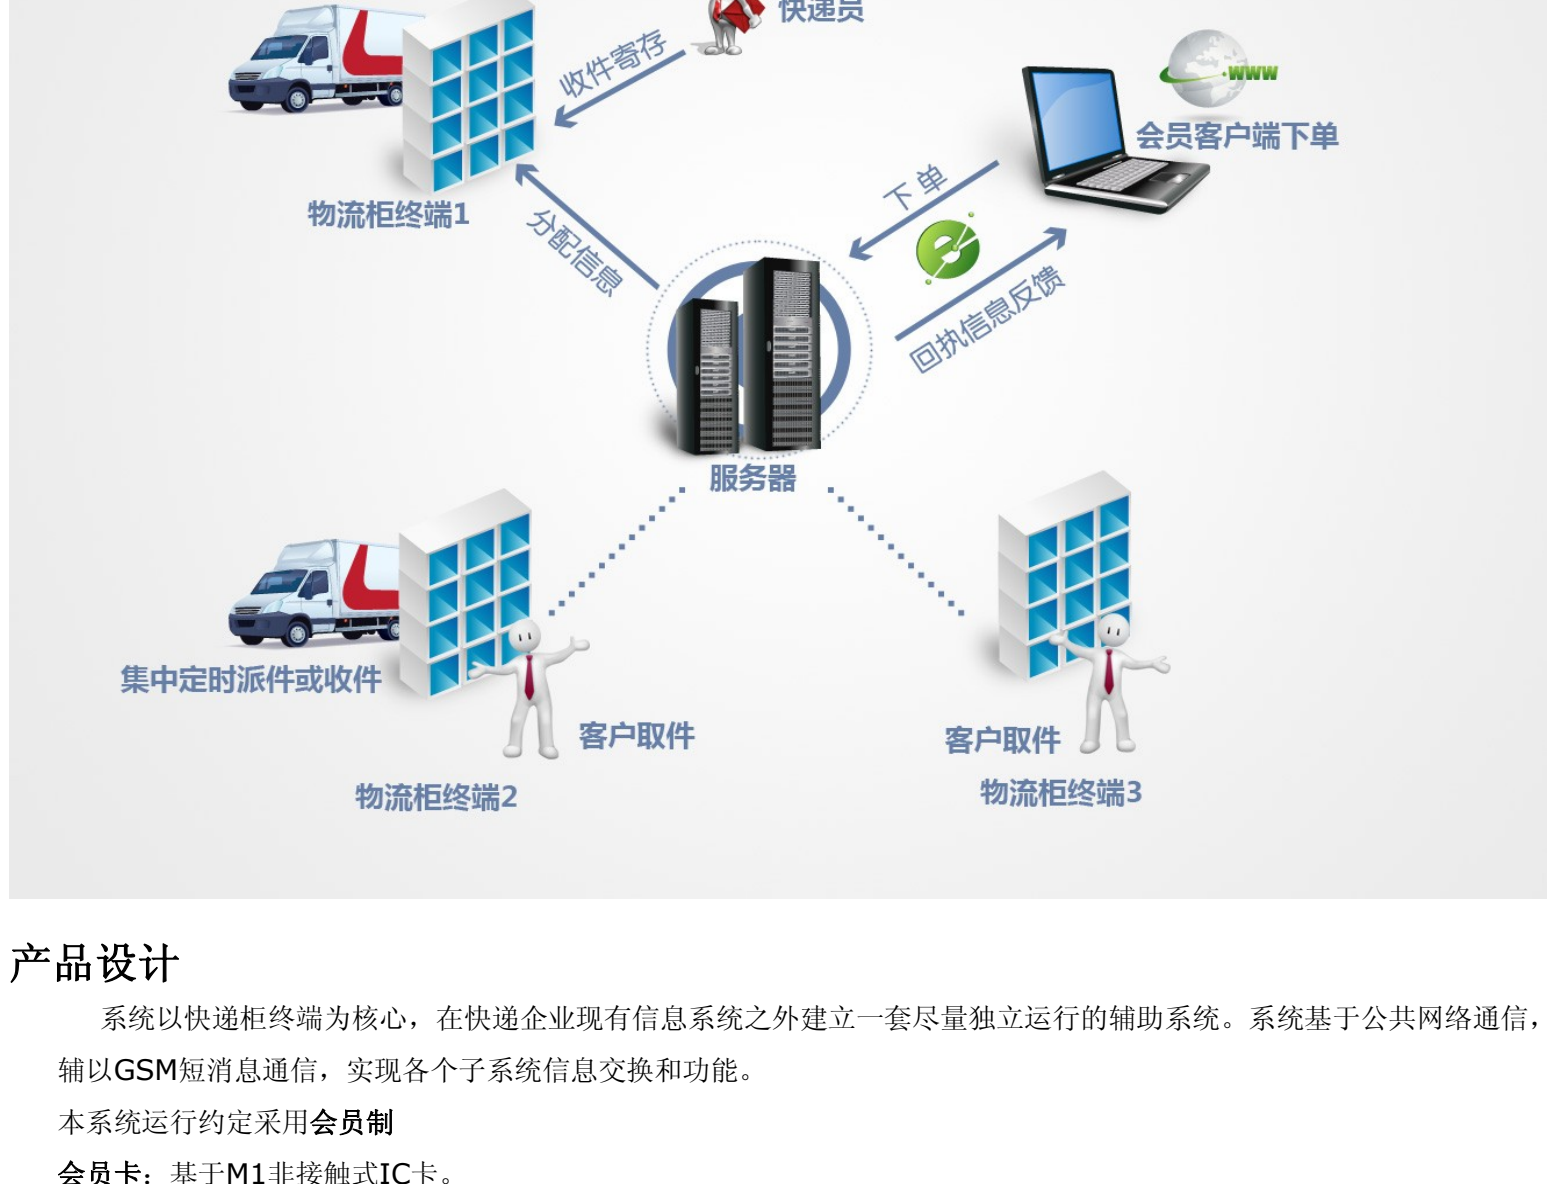 快递员
收件寄存
www
会员客户端下单
下单
物流柜终端1
分配信息
回执信息反馈
服务器
集中定时派件或收件
客户取件
客户取件
物流柜终端2
物流柜终端3
产品设计
系统以快递柜终端为核心，在快递企业现有信息系统之外建立一套尽量独立运行的辅助系统。系统基于公共网络通信，
辅以GSM短消息通信，实现各个子系统信息交换和功能。
本系统运行约定采用会员制
会员卡：基于M1非接触式IC卡。